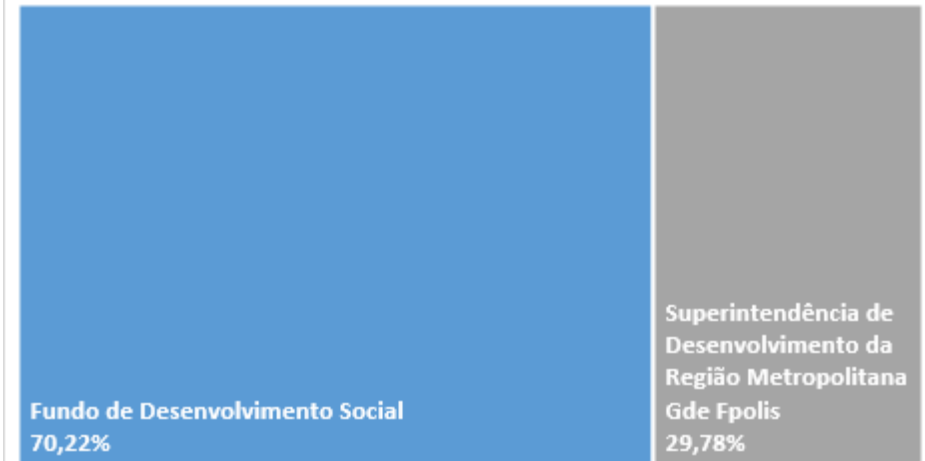 Fundo de Desenvolvimento Social
70,22%
Superintendência de
Desenvolvimento da
Região Metropolitana
Gde Fpolis
29,78%